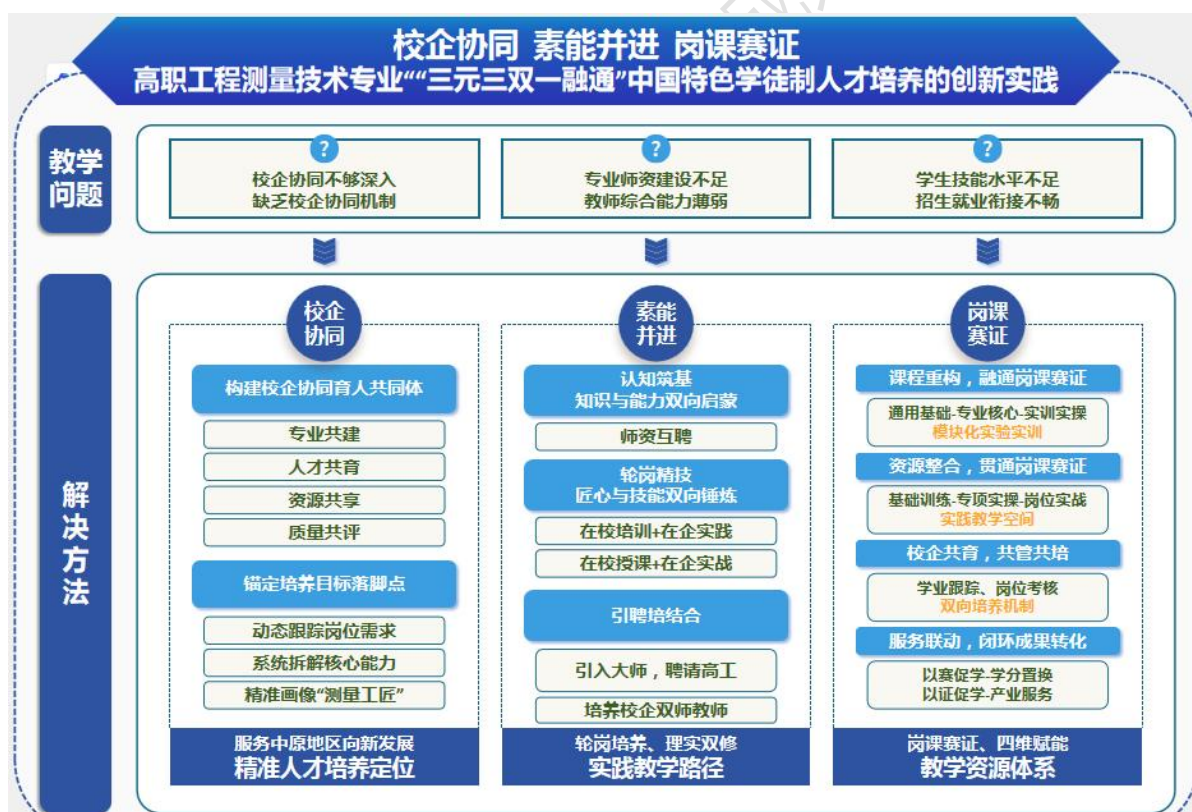 校企协同 素能并进 岗课赛证
高职工程测量技术专业““三元三双一融通”中国特色学徒制人才培养的创新实践
教学
问题
?
校企协同不够深入
缺乏校企协同机制
?
专业师资建设不足
教师综合能力薄弱
?
学生技能水平不足
招生就业衔接不畅
解
决
方
法
校企
协同
构建校企协同育人共同体
专业共建
人才共育
资源共享
质量共评
锚定培养目标落脚点
动态跟踪岗位需求
系统拆解核心能力
精准画像“测量工匠”
服务中原地区向新发展
精准人才培养定位
素能
并进
认知筑基
知识与能力双向启蒙
师资互聘
轮岗精技
匠心与技能双向锤炼
在校培训+在企实践
在校授课+在企实战
引聘培结合
引入大师，聘请高工
培养校企双师教师
轮岗培养、理实双修
实践教学路径
岗课
赛证
课程重构，融通岗课赛证
通用基础-专业核心-实训实操
模块化实验实训
资源整合，贯通岗课赛证
基础训练-专项实操-岗位实战
实践教学空间
校企共育，共管共培
学业跟踪、岗位考核
双向培养机制
服务联动，闭环成果转化
以赛促学-学分置换
以证促学-产业服务
岗课赛证、四维赋能
教学资源体系